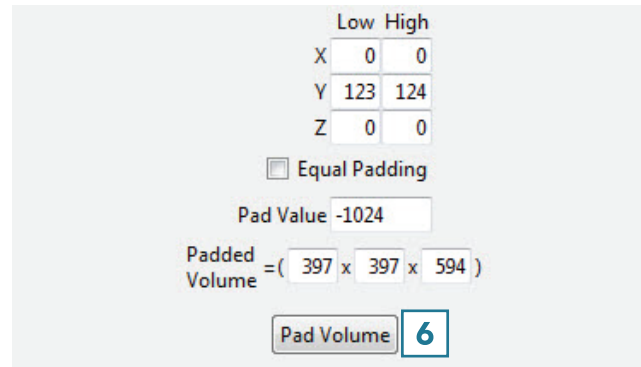 Low High
X 0 0
Y 123 124
Z 0 0
Equal Padding
Pad Value -1024
Padded
Volume =( 397 x 397 x 594 )
Pad Volume 6